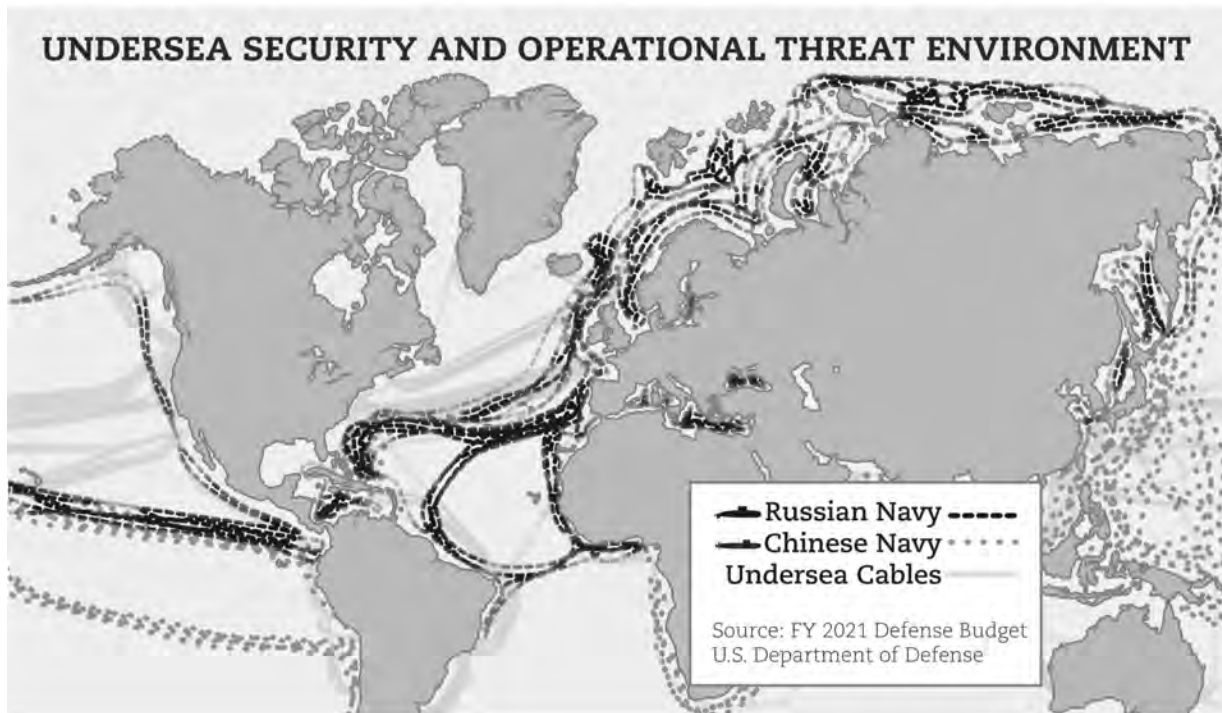 UNDERSEA SECURITY AND OPERATIONAL THREAT ENVIRONMENT
Russian Navy
Chinese Navy
Undersea Cables
Source: FY 2021 Defense Budget
U.S. Department of Defense